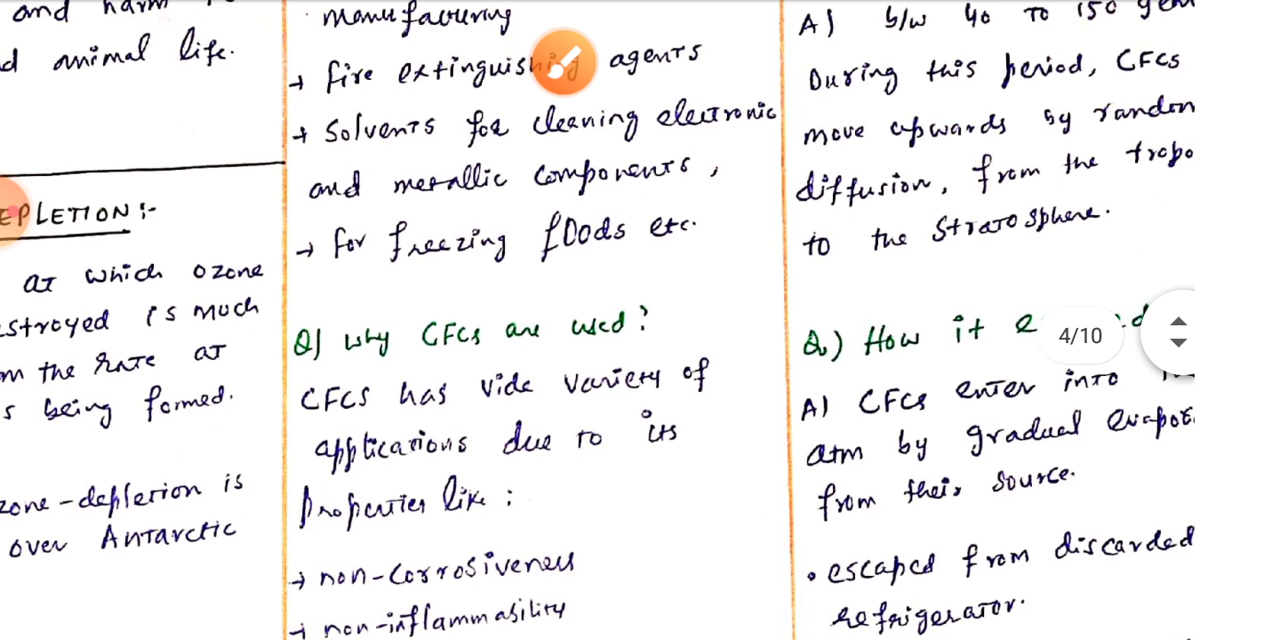 and harm
d animal life.
EPLETION :-
at which ozone
stroyed is much
m the rate at
s being formed.
zone-depletion is
over Antarctic
manufacturing
→ fire extinguishing agents
→ Solvents for cleaning electronic
and metallic components,
→ for freezing foods etc.
Q) Why CFCs are used?
CFCs has vide variety of
applications due to its
properties like :
→ non-corrosiveness
→ non-inflammability
A) b/w 40 to 150
During this period, CFCs
move upwards by random
diffusion, from the tropo
to the Stratosphere.
Q.) How it
4/10
A) CFCs enter into
atm by gradual evapor
from their source.
• escaped from discarded
refrigerator.